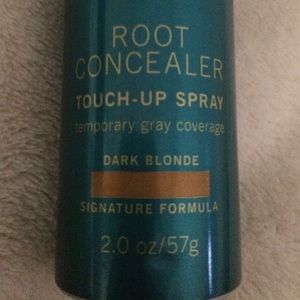 ROOT
CONCEALER
TOUCH-UP SPRAY
temporary gray coverage
DARK BLONDE
SIGNATURE FORMULA
2.0 oz/57g